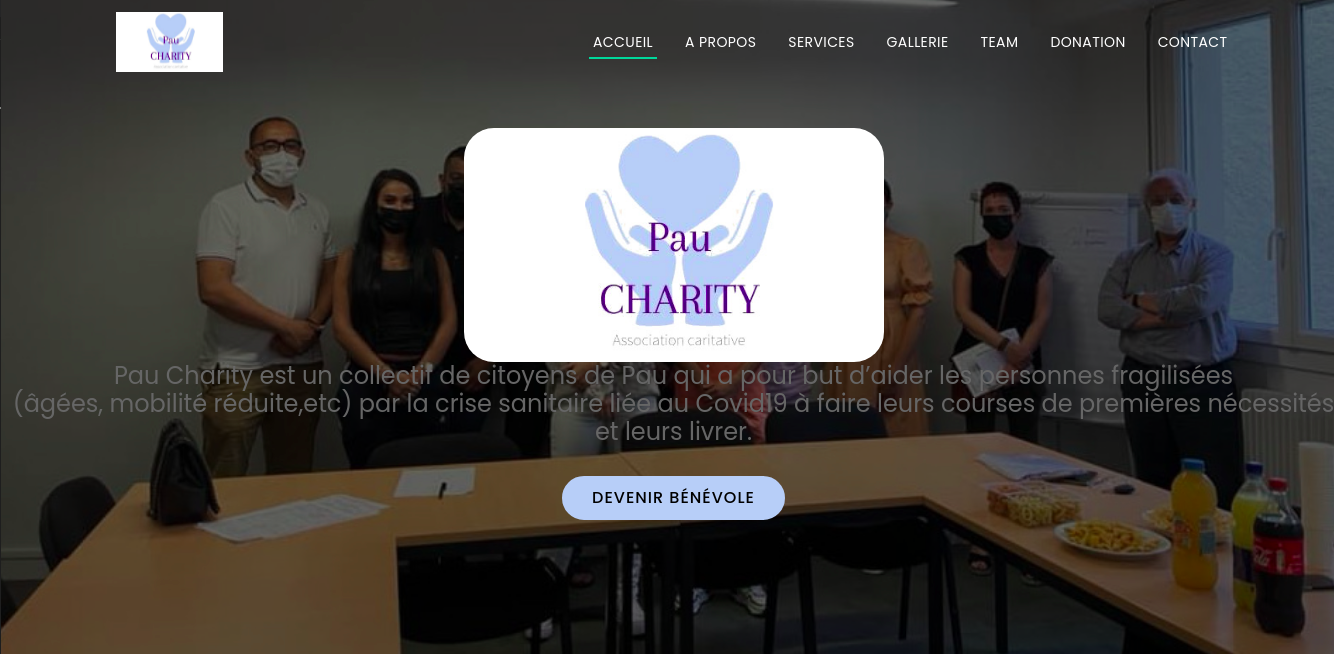 Pau
CHARITY
ACCUEIL A PROPOS SERVICES GALLERIE TEAM DONATION CONTACT
Pau
CHARITY
Association caritative
Pau Charity est un collectif de citoyens de Pau qui a pour but d’aider les personnes fragilisées
(âgées, mobilité réduite,etc) par la crise sanitaire liée au Covid19 à faire leurs courses de premières nécessités
et leurs livrer.
DEVENIR BÉNÉVOLE